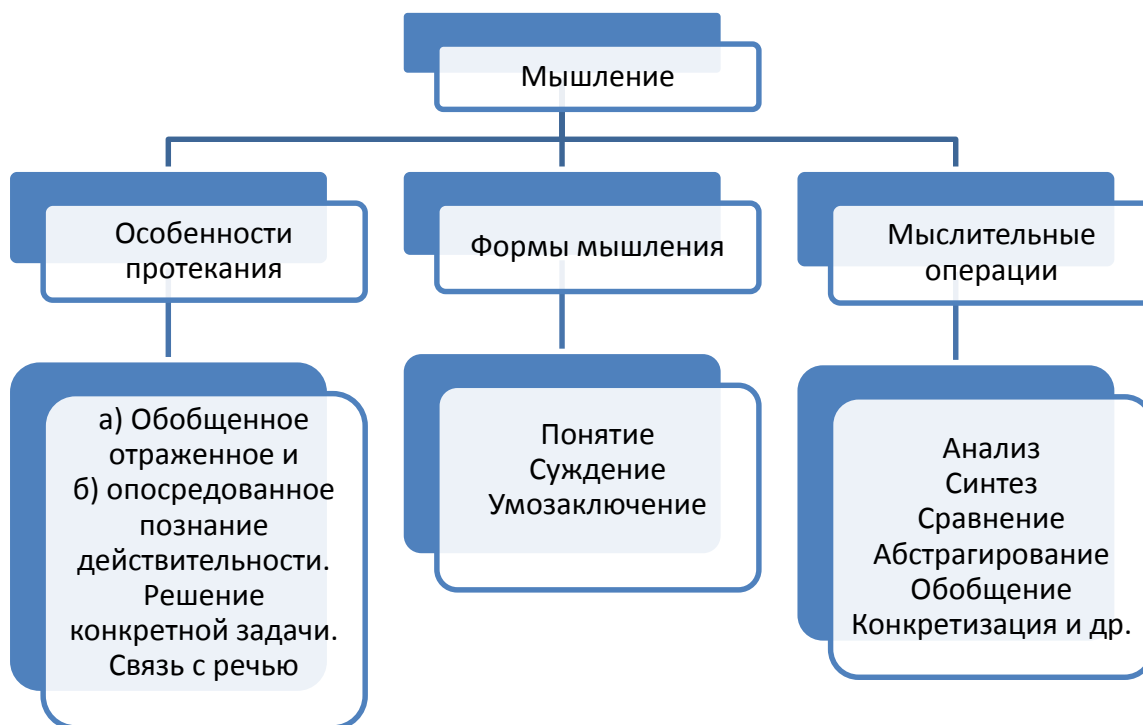 Мышление
Особенности
протекания
Формы мышления
Мыслительные
операции
а) Обобщенное
отраженное и
б) опосредованное
познание
действительности.
Решение
конкретной задачи.
Связь с речью
Понятие
Суждение
Умозаключение
Анализ
Синтез
Сравнение
Абстрагирование
Обобщение
Конкретизация и др.